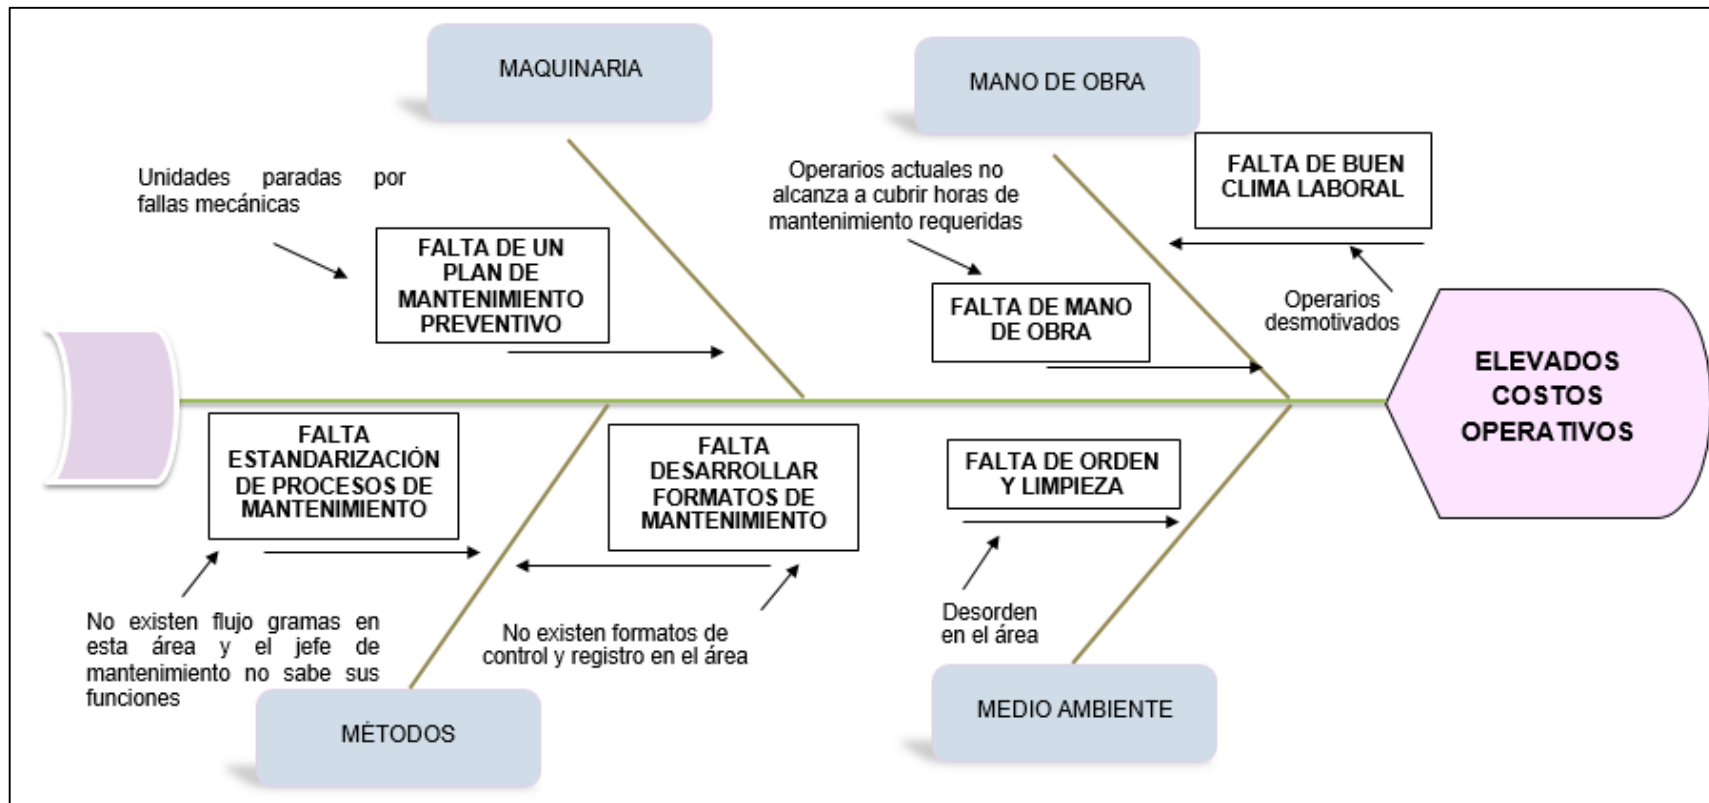 MAQUINARIA
MANO DE OBRA
Unidades paradas por
fallas mecánicas
FALTA DE UN
PLAN DE
MANTENIMIENTO
PREVENTIVO
Operarios actuales no
alcanza a cubrir horas de
mantenimiento requeridas
FALTA DE MANO
DE OBRA
FALTA DE BUEN
CLIMA LABORAL
Operarios
desmotivados
ELEVADOS
COSTOS
OPERATIVOS
FALTA
ESTANDARIZACIÓN
DE PROCESOS DE
MANTENIMIENTO
No existen flujo gramas en
esta área y el jefe de
mantenimiento no sabe sus
funciones
FALTA
DESARROLLAR
FORMATOS DE
MANTENIMIENTO
No existen formatos de
control y registro en el área
FALTA DE ORDEN
Y LIMPIEZA
Desorden
en el área
MÉTODOS
MEDIO AMBIENTE